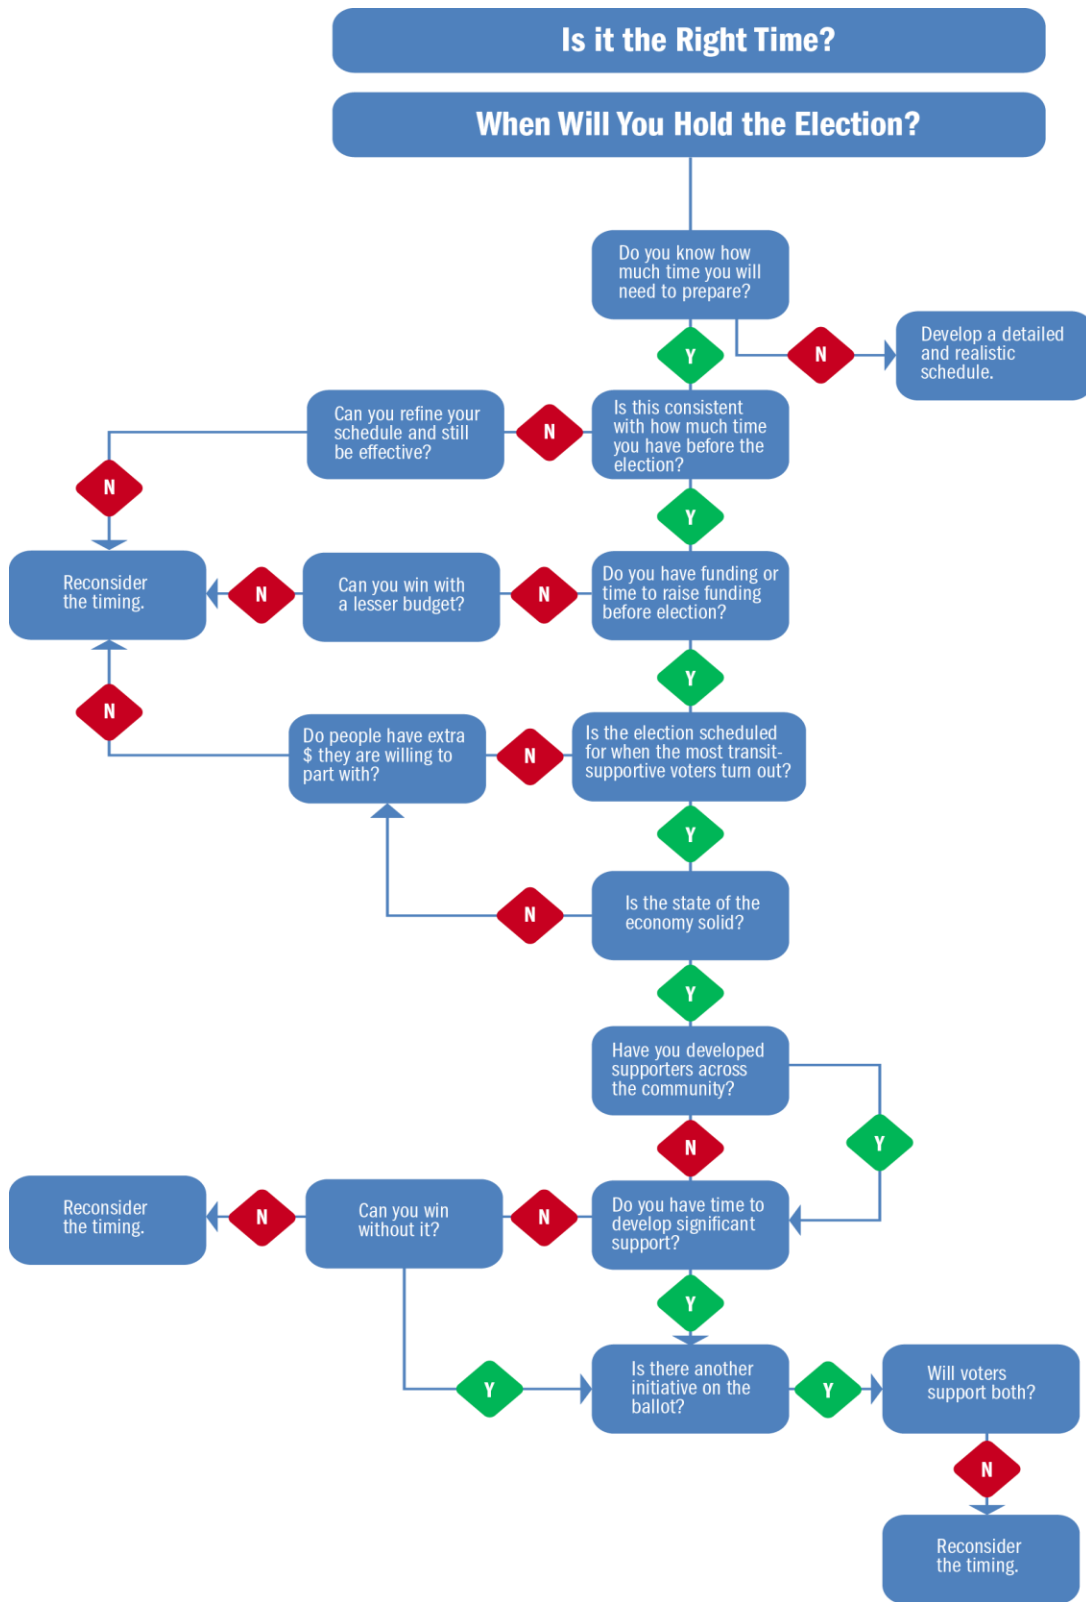 Is it the Right Time?
When Will You Hold the Election?
Do you know how
much time you will
need to prepare?
Y
N
Develop a detailed
and realistic
schedule.
Can you refine your
schedule and still
be effective?
N
Is this consistent
with how much time
you have before the
election?
N
Y
Reconsider
the timing.
N
Can you win with
a lesser budget?
N
Do you have funding or
time to raise funding
before election?
Y
N
Do people have extra
$ they are willing to
part with?
N
Is the election scheduled
for when the most transit-
supportive voters turn out?
Y
N
Is the state of the
economy solid?
Y
Have you developed
supporters across
the community?
N
Y
Reconsider
the timing.
N
Can you win
without it?
N
Do you have time to
develop significant
support?
Y
Y
Is there another
initiative on the
ballot?
Y
Will voters
support both?
N
Reconsider
the timing.